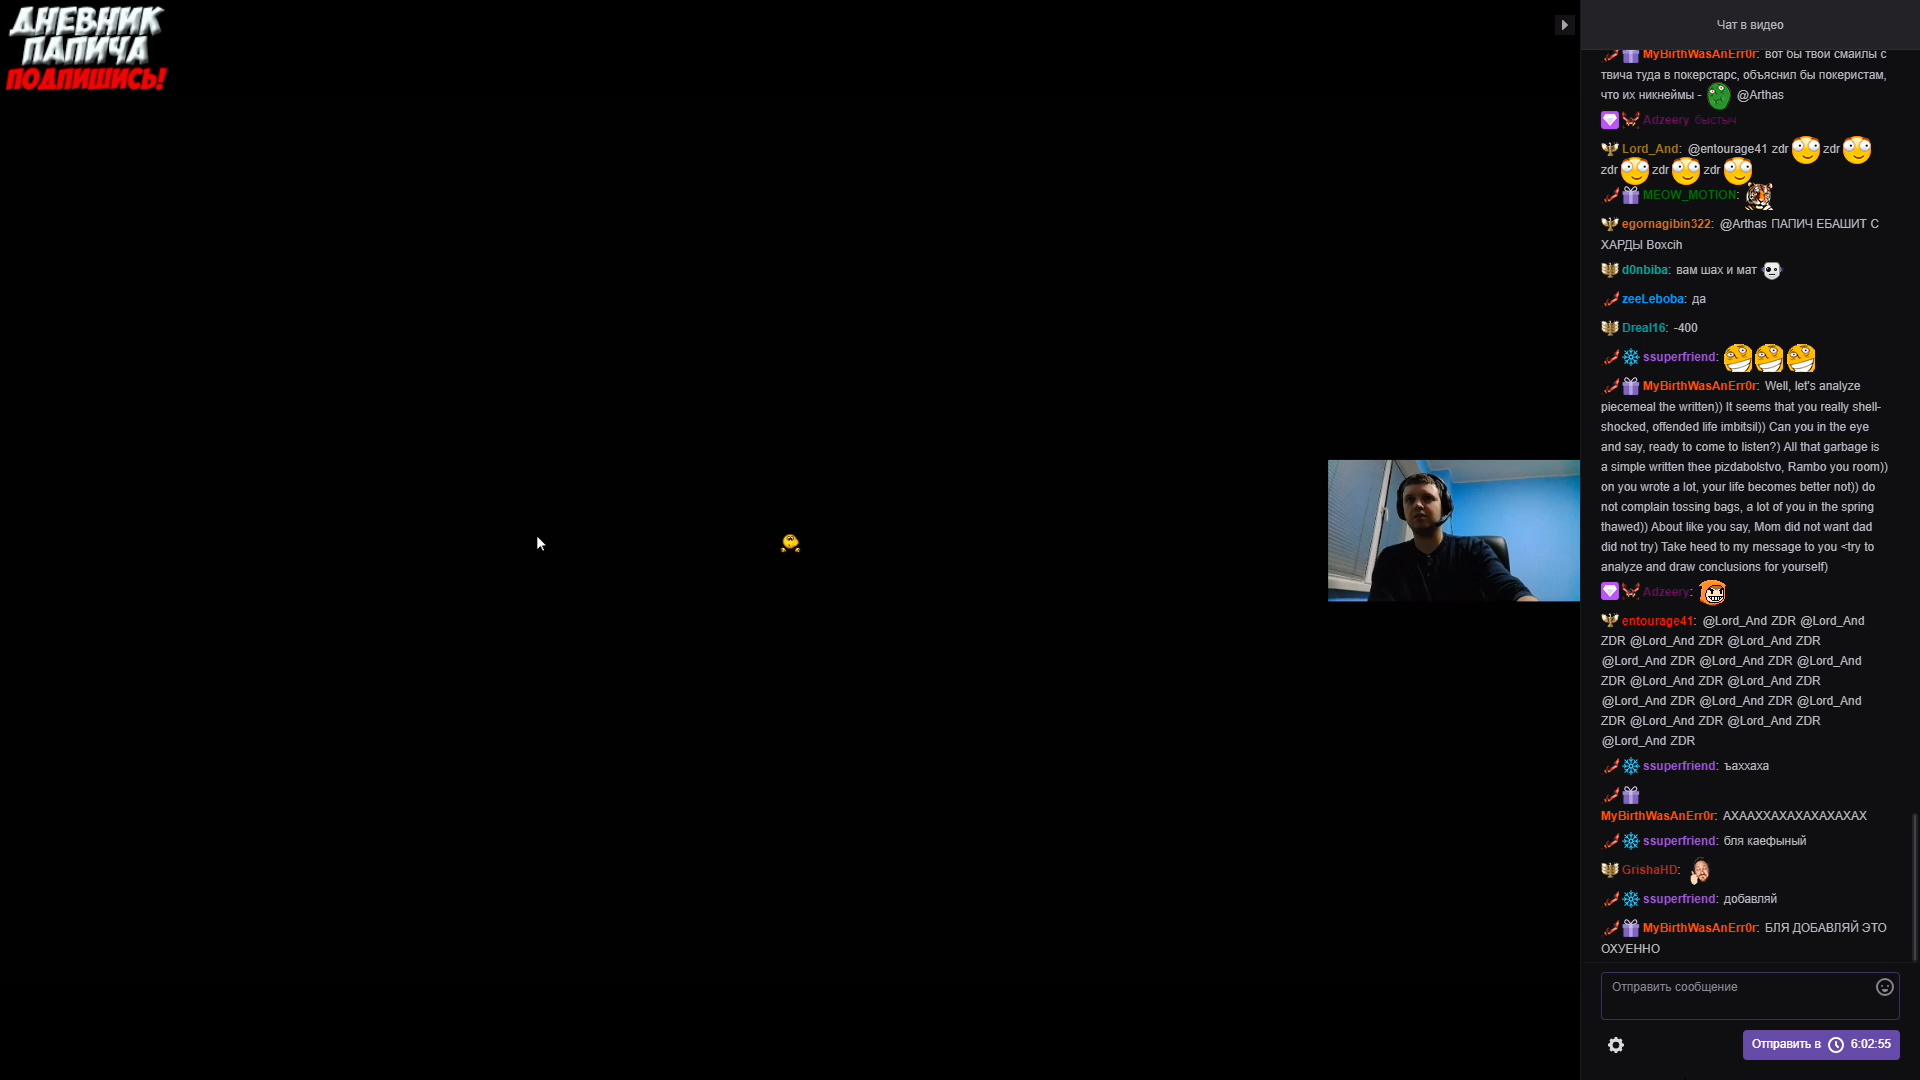 ДНЕВНИК
ПАПИЧА
ПОДПИШИСЬ!
Чат в видео
MyBirthWasAnErr0r: вот бы твои смайлы с
твича туда в покерстарс, объяснил бы покеристам,
что их никнеймы - @Arthas
Adzeery быстыч
Lord_And: @entourage41 zdr zdr
zdr zdr zdr
MEOW_MOTION:
egornagibin322: @Arthas ПАПИЧ ЕБАШИТ С
ХАРДЫ Boxcih
d0nbiba: вам шах и мат
zeeLeboba: да
Dreal16: -400
ssuperfriend:
MyBirthWasAnErr0r: Well, let's analyze
piecemeal the written)) It seems that you really shell-
shocked, offended life imbitsil)) Can you in the eye
and say, ready to come to listen?) All that garbage is
a simple written thee pizdabolstvo, Rambo you room))
on you wrote a lot, your life becomes better not)) do
not complain tossing bags, a lot of you in the spring
thawed)) About like you say, Mom did not want dad
did not try) Take heed to my message to you <try to
analyze and draw conclusions for yourself)
Adzeery:
entourage41: @Lord_And ZDR @Lord_And
ZDR @Lord_And ZDR @Lord_And ZDR
@Lord_And ZDR @Lord_And ZDR @Lord_And
ZDR @Lord_And ZDR @Lord_And ZDR
@Lord_And ZDR @Lord_And ZDR @Lord_And
ZDR @Lord_And ZDR @Lord_And ZDR
@Lord_And ZDR
ssuperfriend: ъаххаха
MyBirthWasAnErr0r: АХААХХАХАХАХАХАХАХ
ssuperfriend: бля каефыный
GrishaHD:
ssuperfriend: добавляй
MyBirthWasAnErr0r: БЛЯ ДОБАВЛЯЙ ЭТО
ОХУЕННО
Отправить сообщение
Отправить в 6:02:55